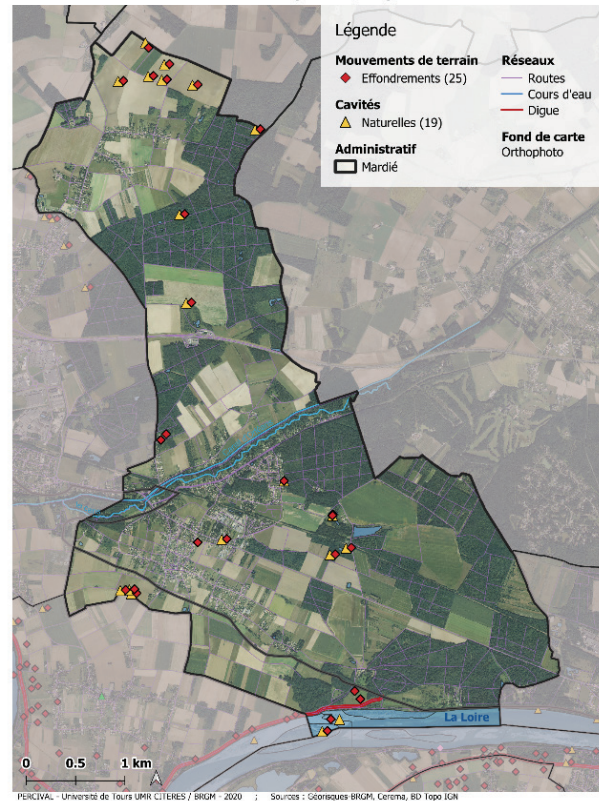 Légende
Mouvements de terrain
Effondrements (25)
Cavités
Naturelles (19)
Administratif
Mardié
Réseaux
Routes
Cours d'eau
Digue
Fond de carte
Orthophoto
La Loire
0 0.5 1 km
PERCIVAL - Université de Tours UMR CITERES / BRGM - 2020 ; Sources : Géorisques-BRGM, Cerema, BD Topo IGN